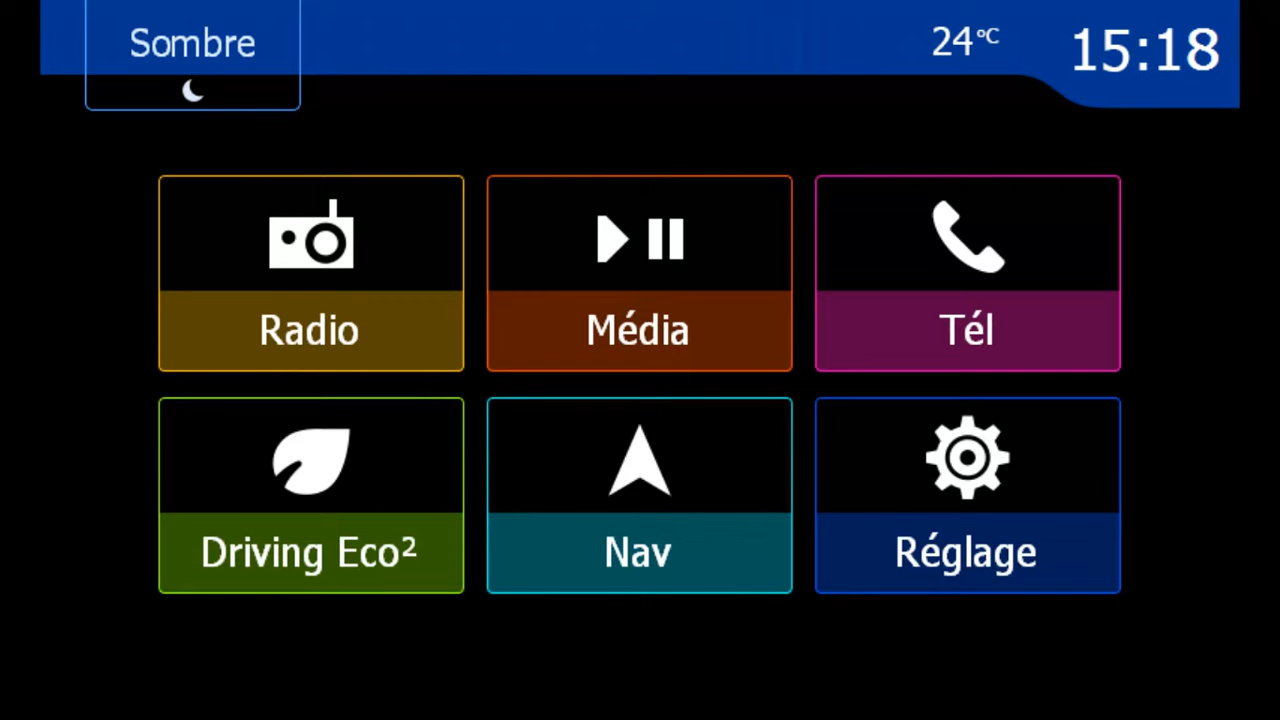 Sombre
24°C
15:18
Radio
Média
Tél
Driving Eco²
Nav
Réglage